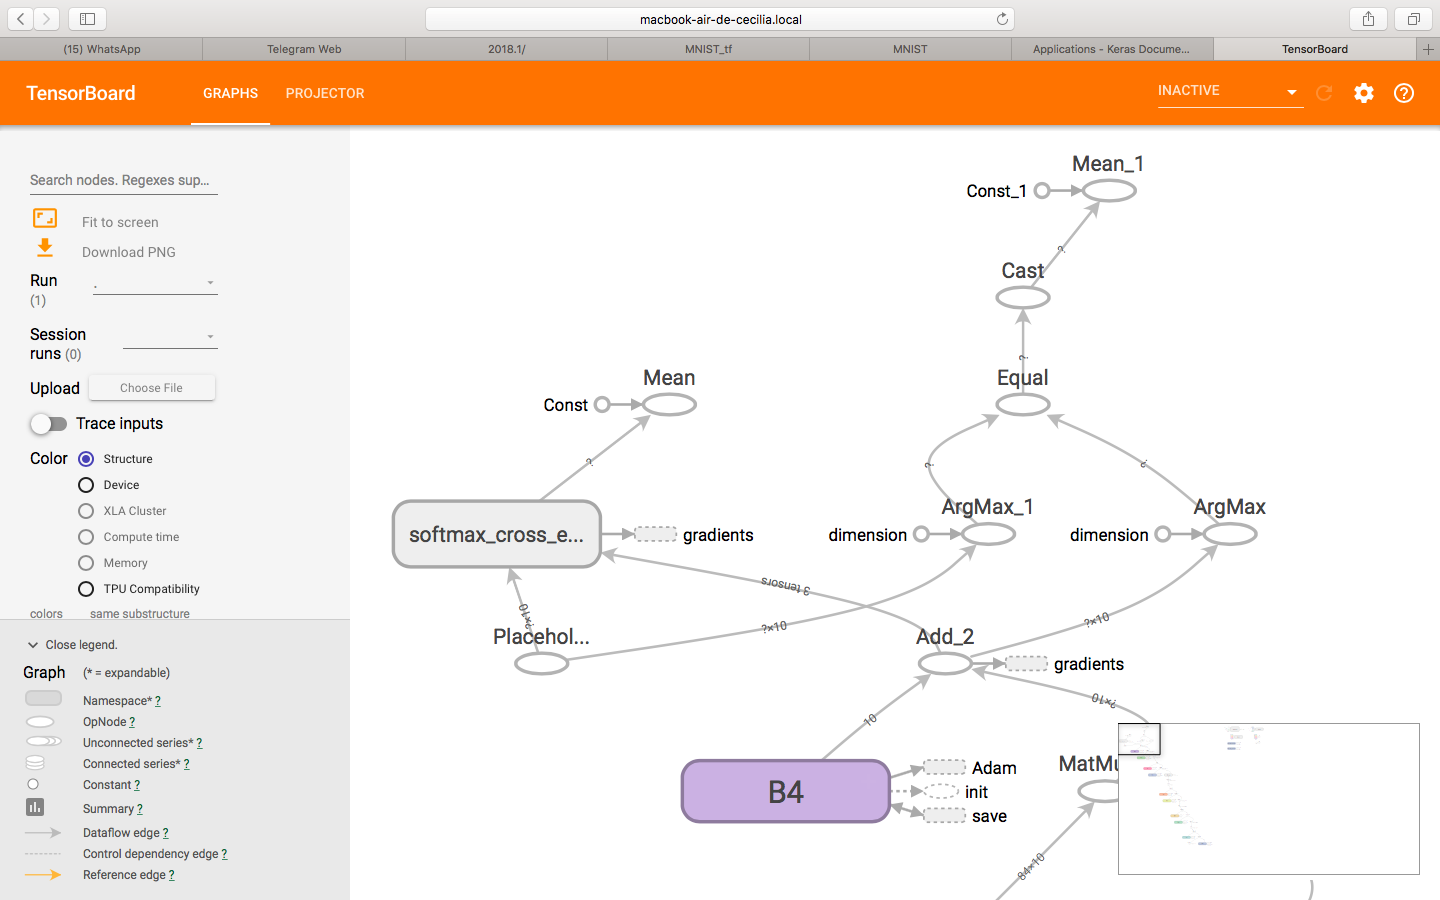 macbook-air-de-cecilia.local
(15) WhatsApp
Telegram Web
2018.1/
MNIST_tf
MNIST
Applications - Keras Docume...
TensorBoard
TensorBoard
GRAPHS
PROJECTOR
INACTIVE
Search nodes. Regexes sup...
Fit to screen
Download PNG
Run
(1)
.
Session
runs (0)
Upload
Choose File
Trace inputs
Color
Structure
Device
XLA Cluster
Compute time
Memory
TPU Compatibility
colors
same substructure
Close legend.
Graph
(* = expandable)
Namespace* ?
OpNode ?
Unconnected series* ?
Connected series* ?
Constant ?
Summary ?
Dataflow edge ?
Control dependency edge ?
Reference edge ?
Mean_1
Const_1
?
Cast
?
Equal
Mean
Const
?
?
?
ArgMax_1
ArgMax
softmax_cross_e...
gradients
dimension
dimension
3 tensors
?×10
?×10
?×10
Placehol...
Add_2
gradients
?×10
10
B4
Adam
init
save
MatMu
84×10